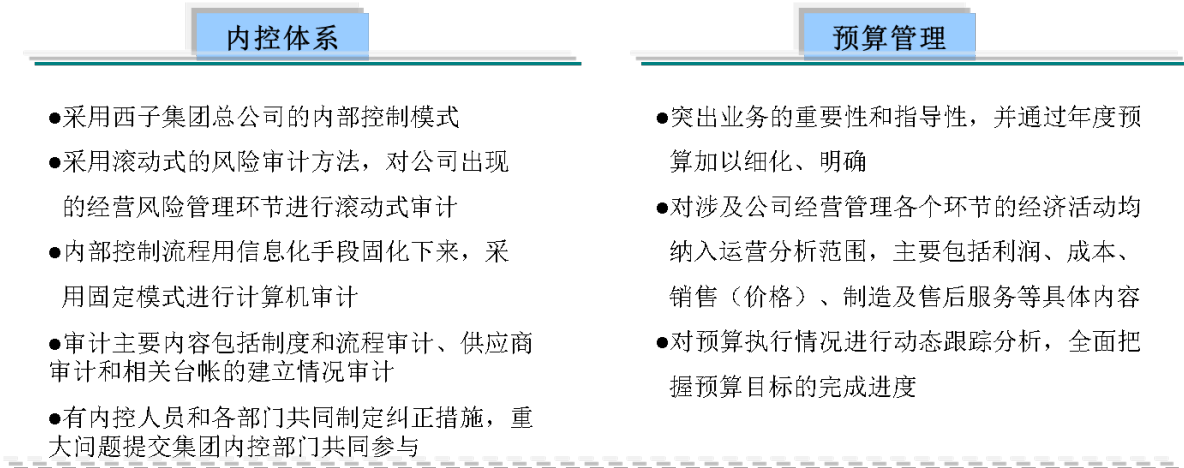 内控体系
●采用西子集团总公司的内部控制模式
●采用滚动式的风险审计方法，对公司出现
的经营风险管理环节进行滚动式审计
●内部控制流程用信息化手段固化下来，采
用固定模式进行计算机审计
●审计主要内容包括制度和流程审计、供应商
审计和相关台帐的建立情况审计
●有内控人员和各部门共同制定纠正措施，重
大问题提交集团内控部门共同参与
预算管理
●突出业务的重要性和指导性，并通过年度预
算加以细化、明确
●对涉及公司经营管理各个环节的经济活动均
纳入运营分析范围，主要包括利润、成本、
销售（价格）、制造及售后服务等具体内容
●对预算执行情况进行动态跟踪分析，全面把
握预算目标的完成进度